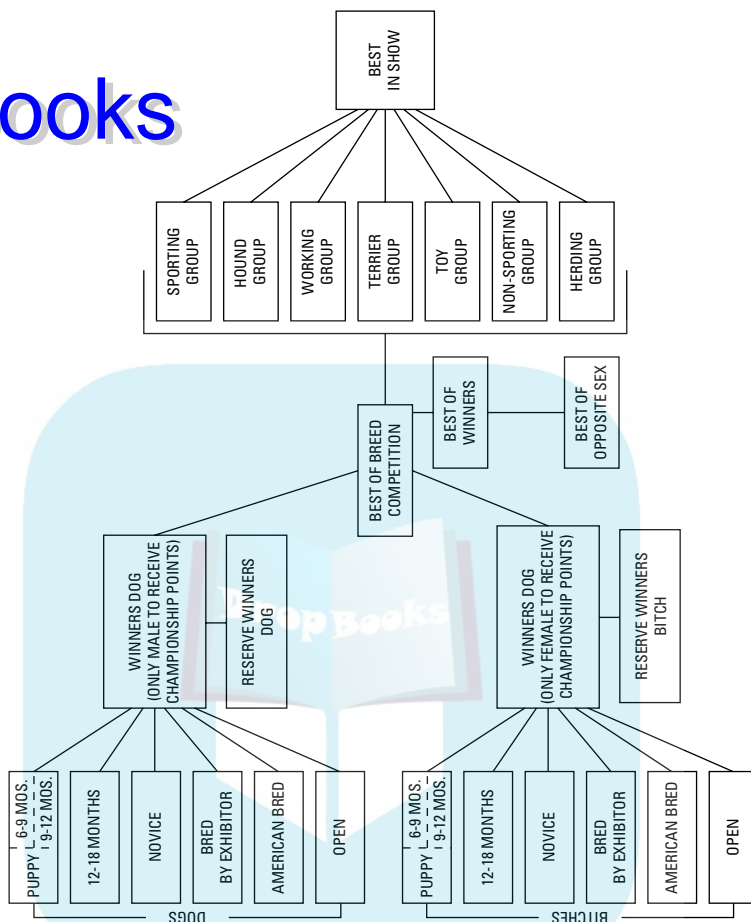 ooks
BEST
IN SHOW
SPORTING
GROUP
HOUND
GROUP
WORKING
GROUP
TERRIER
GROUP
TOY
GROUP
NON-SPORTING
GROUP
HERDING
GROUP
BEST OF BREED
COMPETITION
BEST OF
WINNERS
BEST OF
OPPOSITE SEX
WINNERS DOG
(ONLY MALE TO RECEIVE
CHAMPIONSHIP POINTS)
RESERVE WINNERS
DOG
WINNERS DOG
(ONLY FEMALE TO RECEIVE
CHAMPIONSHIP POINTS)
RESERVE WINNERS
BITCH
DropBooks
DOGS
PUPPY
6-9 MOS.
9-12 MOS.
12-18 MONTHS
NOVICE
BRED
BY EXHIBITOR
AMERICAN BRED
OPEN
BITCHES
PUPPY
6-9 MOS.
9-12 MOS.
12-18 MONTHS
NOVICE
BRED
BY EXHIBITOR
AMERICAN BRED
OPEN